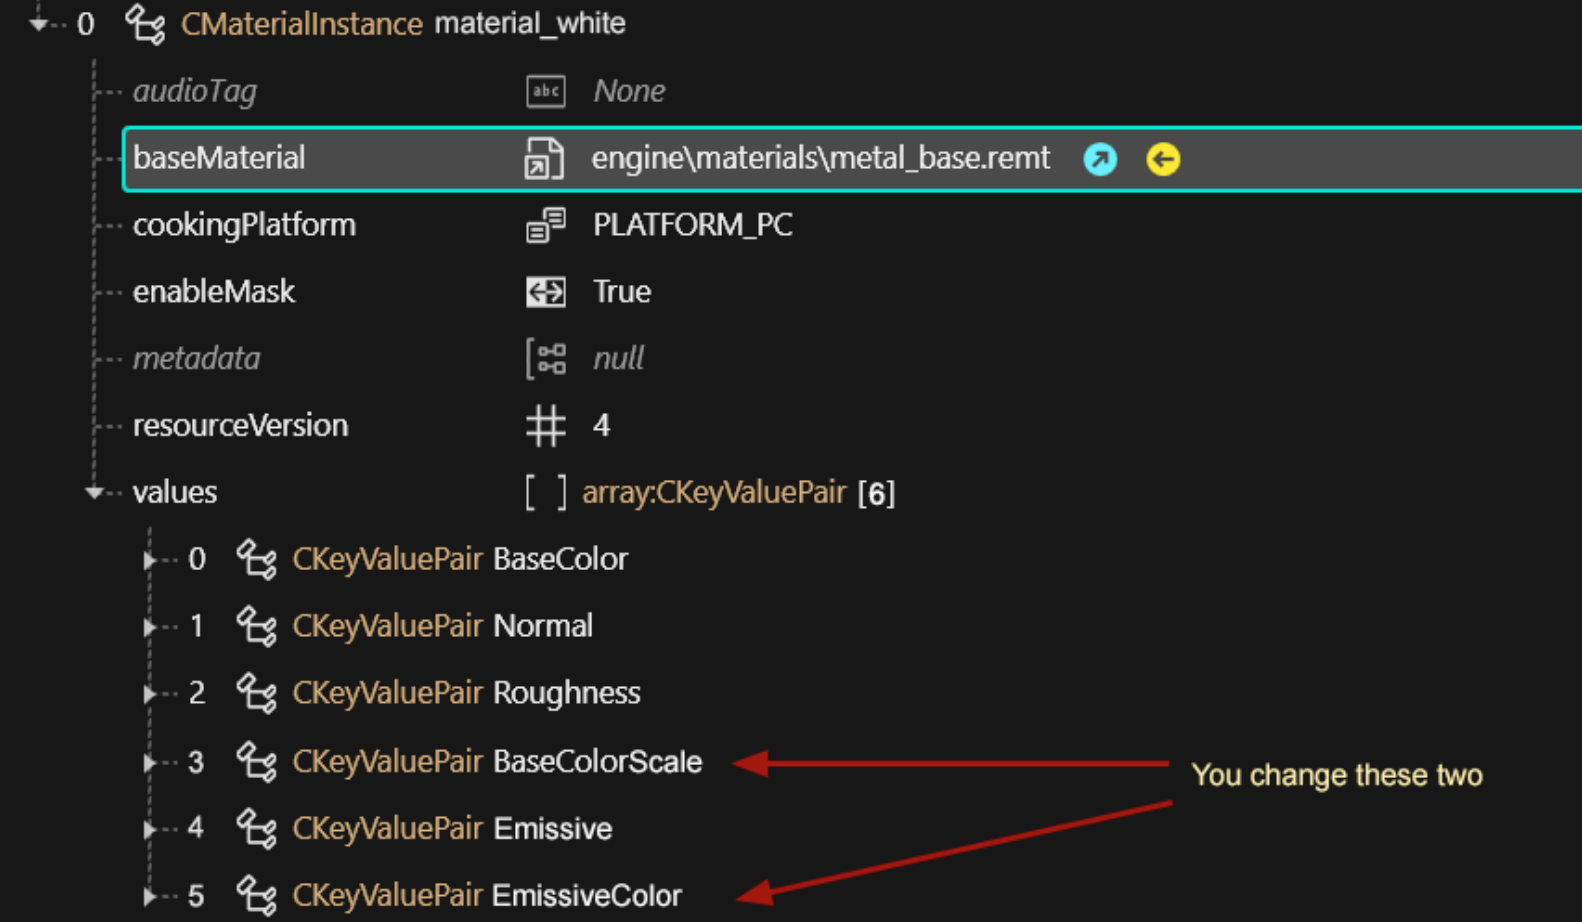 0 CMaterialInstance material_white
audioTag abc None
baseMaterial engine\materials\metal_base.remt
cookingPlatform PLATFORM_PC
enableMask True
metadata null
resourceVersion 4
values [ ] array:CKeyValuePair [6]
0 CKeyValuePair BaseColor
1 CKeyValuePair Normal
2 CKeyValuePair Roughness
3 CKeyValuePair BaseColorScale
You change these two
4 CKeyValuePair Emissive
5 CKeyValuePair EmissiveColor